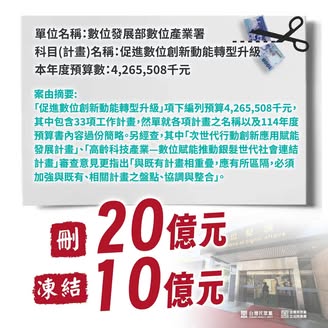 單位名稱：數位發展部數位產業署
科目(計畫)名稱：促進數位創新動能轉型升級
本年度預算數：4,265,508千元
案由摘要：
「促進數位創新動能轉型升級」項下編列預算4,265,508千元，
其中包含33項工作計畫，然單就各項計畫之名稱以及114年度
預算書內容過份簡略。另經查，其中「次世代行動創新應用賦能
發展計畫」、「高齡科技產業—數位賦能推動銀髮世代社會連結
計畫」審查意見更指出「與既有計畫相重疊，應有所區隔，必須
加強與既有、相關計畫之盤點、協調與整合」。
刪20億元
凍結10億元
台灣民眾黨